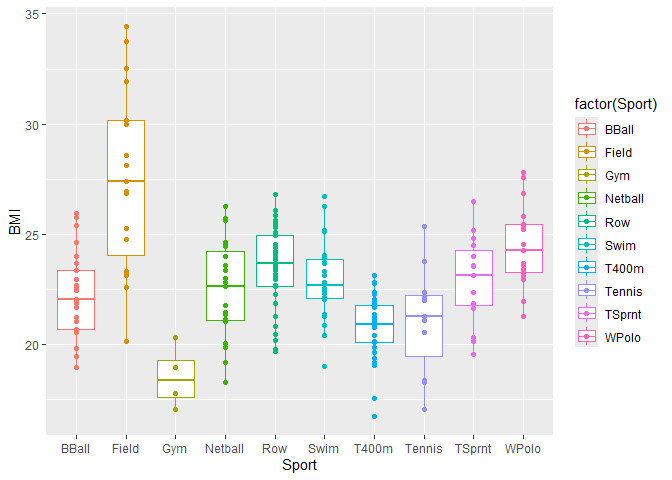 35
30
25
20
BMI
BBall Field Gym Netball Row Swim T400m Tennis TSprnt WPolo
Sport
factor(Sport)
BBall
Field
Gym
Netball
Row
Swim
T400m
Tennis
TSprnt
WPolo